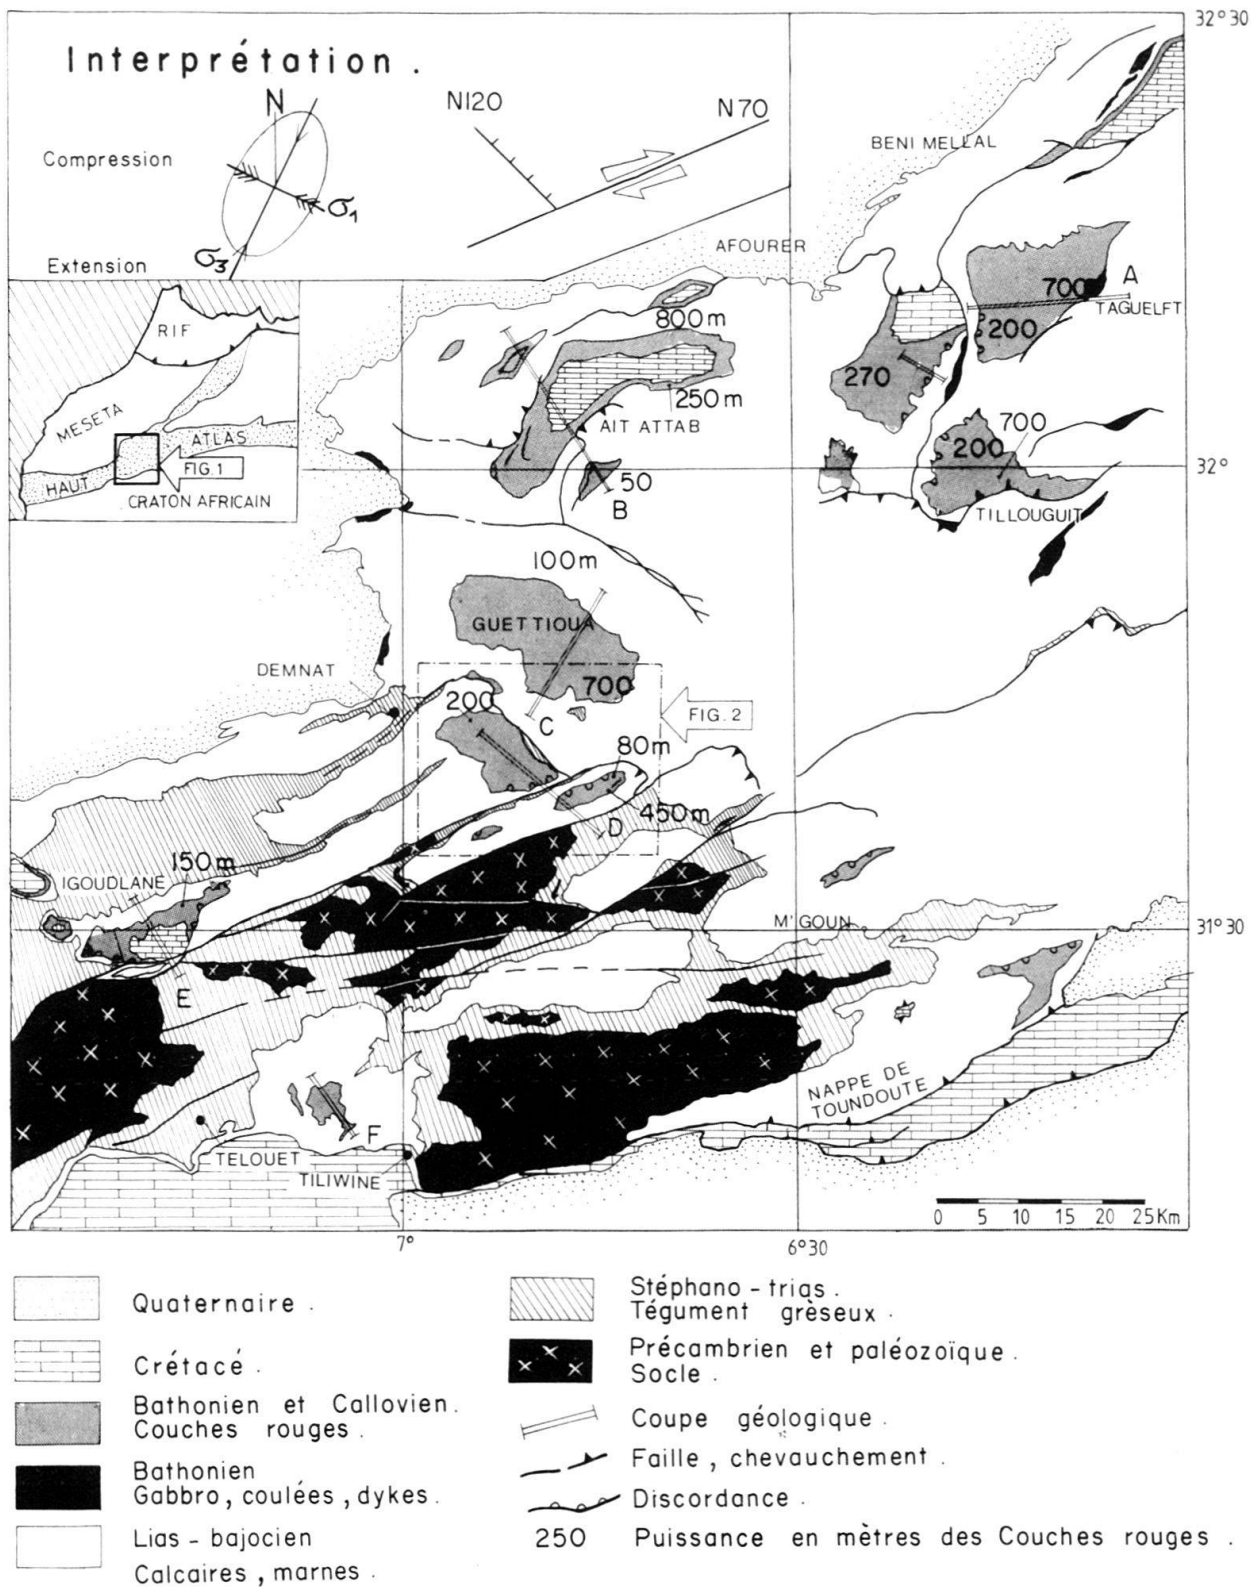 32°30
Interprétation .
N
N120
N70
Compression
σ1
σ3
Extension
BENI MELLAL
AFOURER
800m
700
A
TAGUELFT
200
RIF
270
250m
MESETA
AIT ATTAB
700
200
ATLAS
32°
FIG.1
HAUT
50
CRATON AFRICAIN
B
TILLOUGUIT
100m
GUETTIOUA
DEMNAT
700
200
FIG. 2
C
80m
450m
D
150m
IGOUDLANE
M'GOUN
31°30
E
NAPPE DE
TOUNDOUTE
F
TELOUET
TILIWINE
0 5 10 15 20 25Km
7°
6°30
Quaternaire .
Crétacé .
Bathonien et Callovien.
Couches rouges .
Bathonien
Gabbro, coulées, dykes.
Lias - bajocien
Calcaires, marnes .
Stéphano - trias .
Tégument grèseux .
Précambrien et paléozoïque .
Socle .
Coupe géologique .
Faille, chevauchement .
Discordance .
250 Puissance en mètres des Couches rouges .